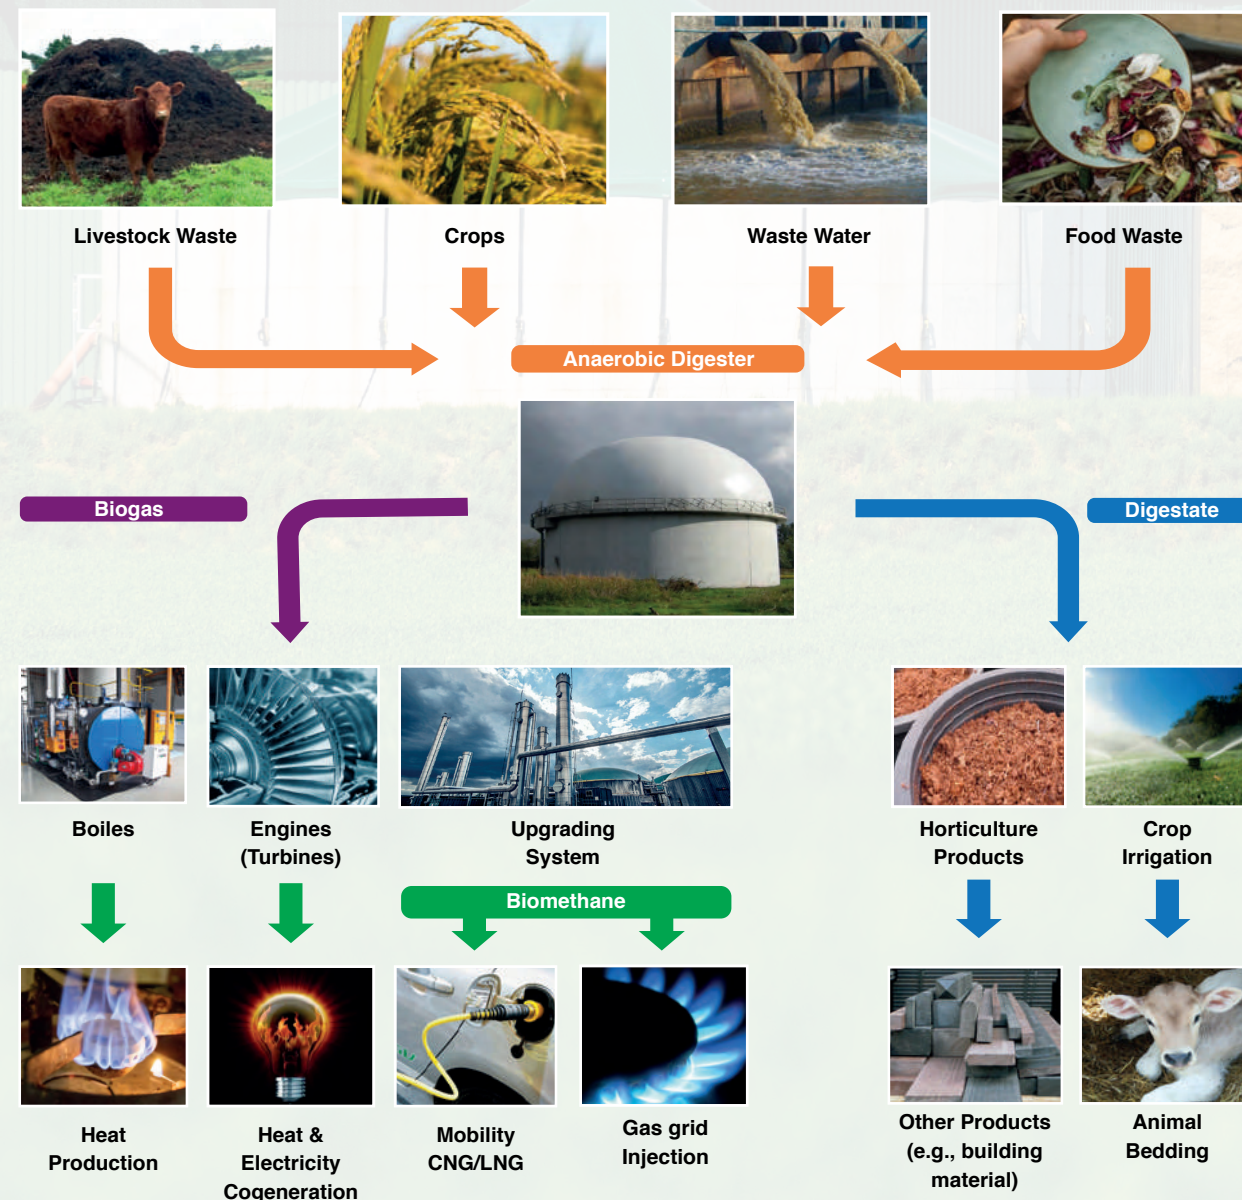 Livestock Waste
Crops
Waste Water
Food Waste
Anaerobic Digester
Biogas
Digestate
Boiles
Engines
(Turbines)
Upgrading
System
Horticulture
Products
Crop
Irrigation
Biomethane
Heat
Production
Heat &
Electricity
Cogeneration
Mobility
CNG/LNG
Gas grid
Injection
Other Products
(e.g., building
material)
Animal
Bedding